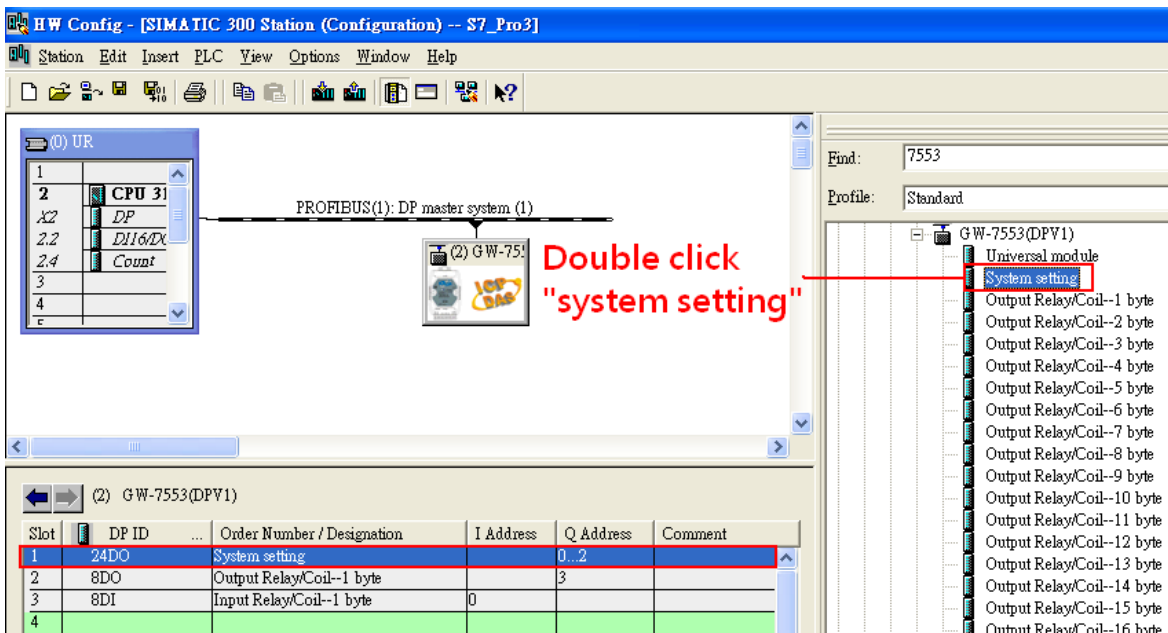 HW Config - [SIMATIC 300 Station (Configuration) -- S7_Pro3]
Station Edit Insert PLC View Options Window Help
(0) UR
1
2 CPU 31
X2 DP
2.2 DI16/DO
2.4 Count
3
4
PROFIBUS(1): DP master system (1)
(2) GW-755
ICP DAS
Double click
"system setting"
Find: 7553
Profile: Standard
GW-7553(DPV1)
Universal module
System setting
Output Relay/Coil--1 byte
Output Relay/Coil--2 byte
Output Relay/Coil--3 byte
Output Relay/Coil--4 byte
Output Relay/Coil--5 byte
Output Relay/Coil--6 byte
Output Relay/Coil--7 byte
Output Relay/Coil--8 byte
Output Relay/Coil--9 byte
Output Relay/Coil--10 byte
Output Relay/Coil--11 byte
Output Relay/Coil--12 byte
Output Relay/Coil--13 byte
Output Relay/Coil--14 byte
Output Relay/Coil--15 byte
Output Relay/Coil--16 byte
(2) GW-7553(DPV1)
Slot DP ID ... Order Number / Designation I Address Q Address Comment
1 24DO System setting 0...2
2 8DO Output Relay/Coil--1 byte 3
3 8DI Input Relay/Coil--1 byte 0
4